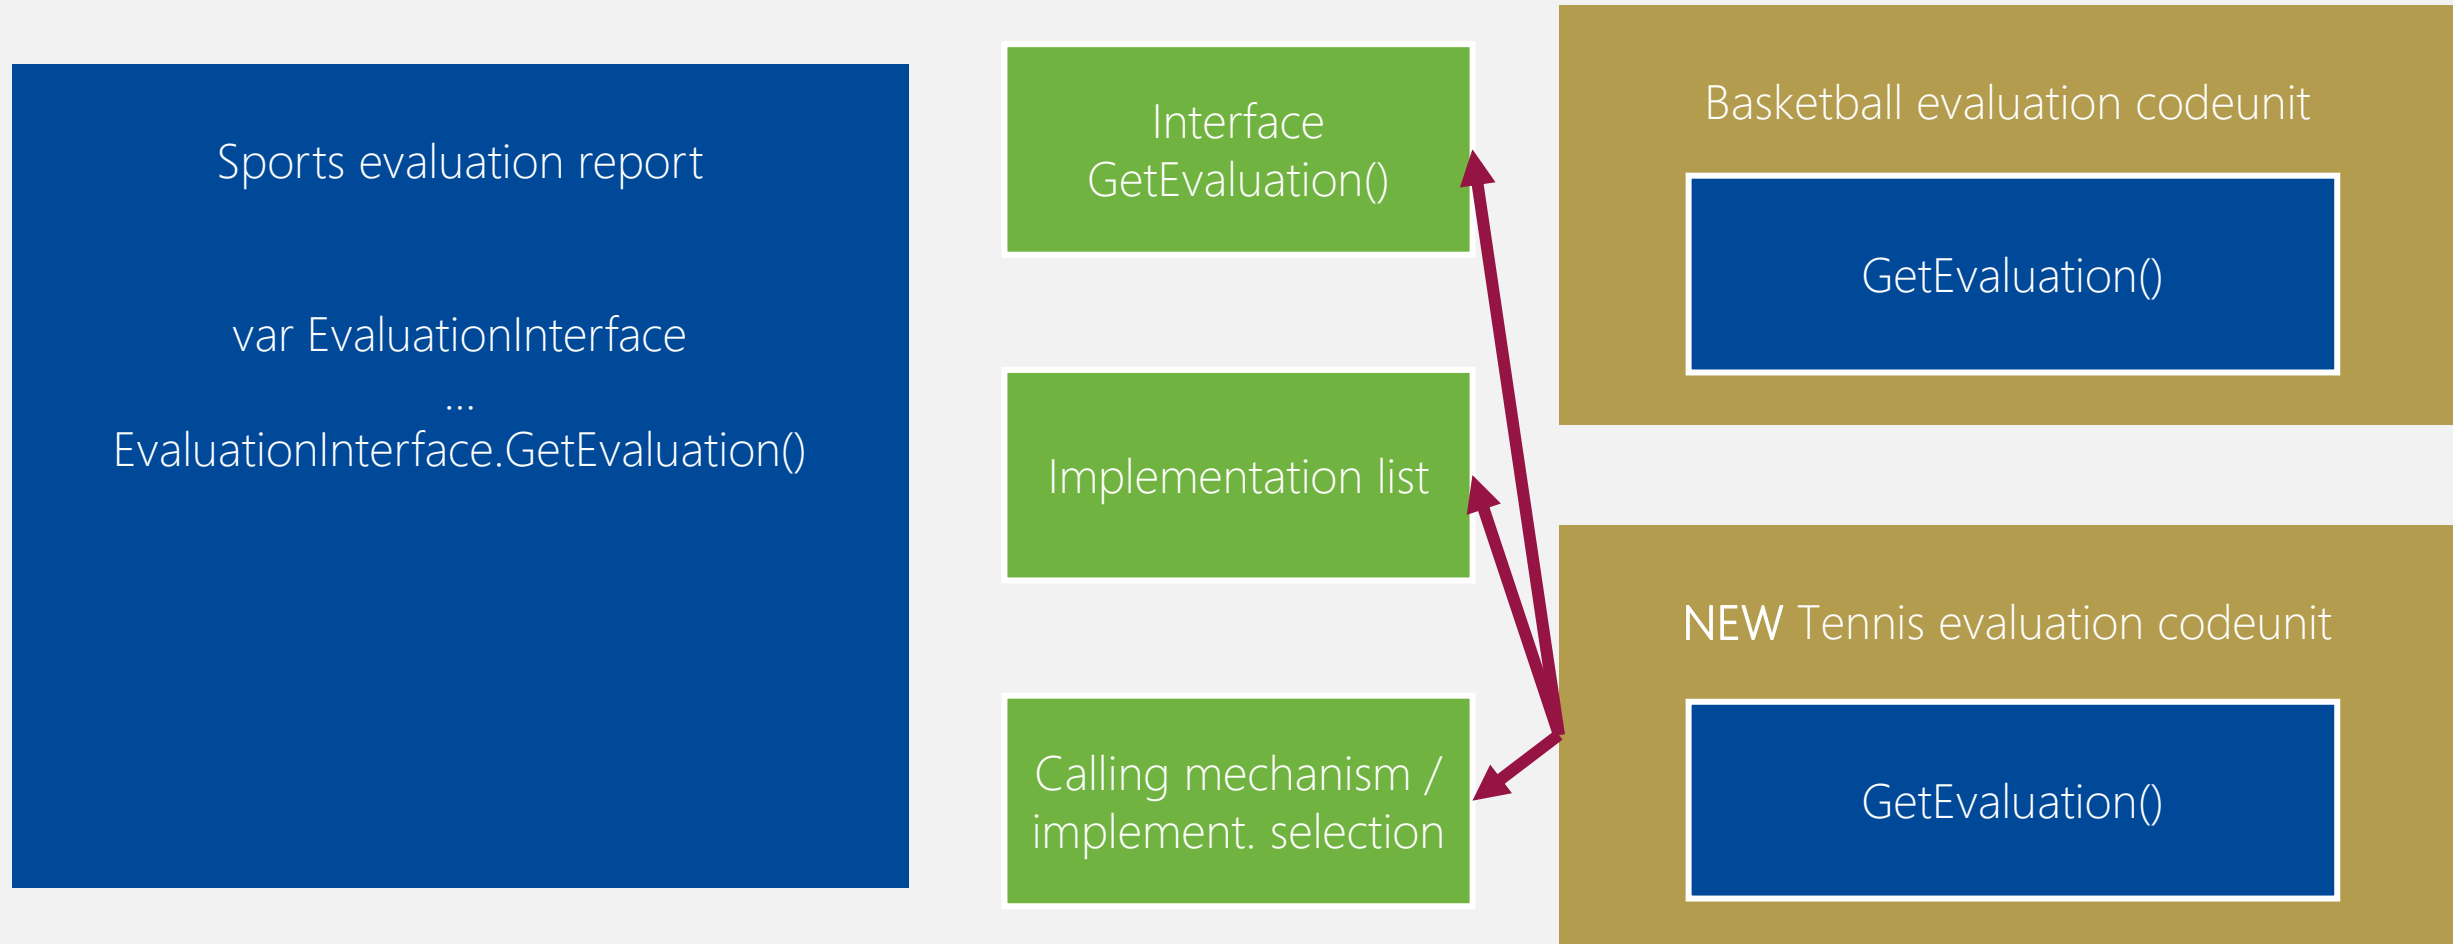 Sports evaluation report
var EvaluationInterface
...
EvaluationInterface.GetEvaluation()
Interface
GetEvaluation()
Implementation list
Calling mechanism /
implement. selection
Basketball evaluation codeunit
GetEvaluation()
NEW Tennis evaluation codeunit
GetEvaluation()